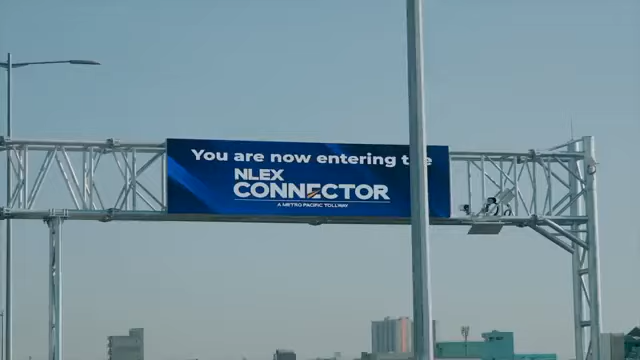 You are now entering the
NLEX
CONNECTOR
A METRO PACIFIC TOLLWAY